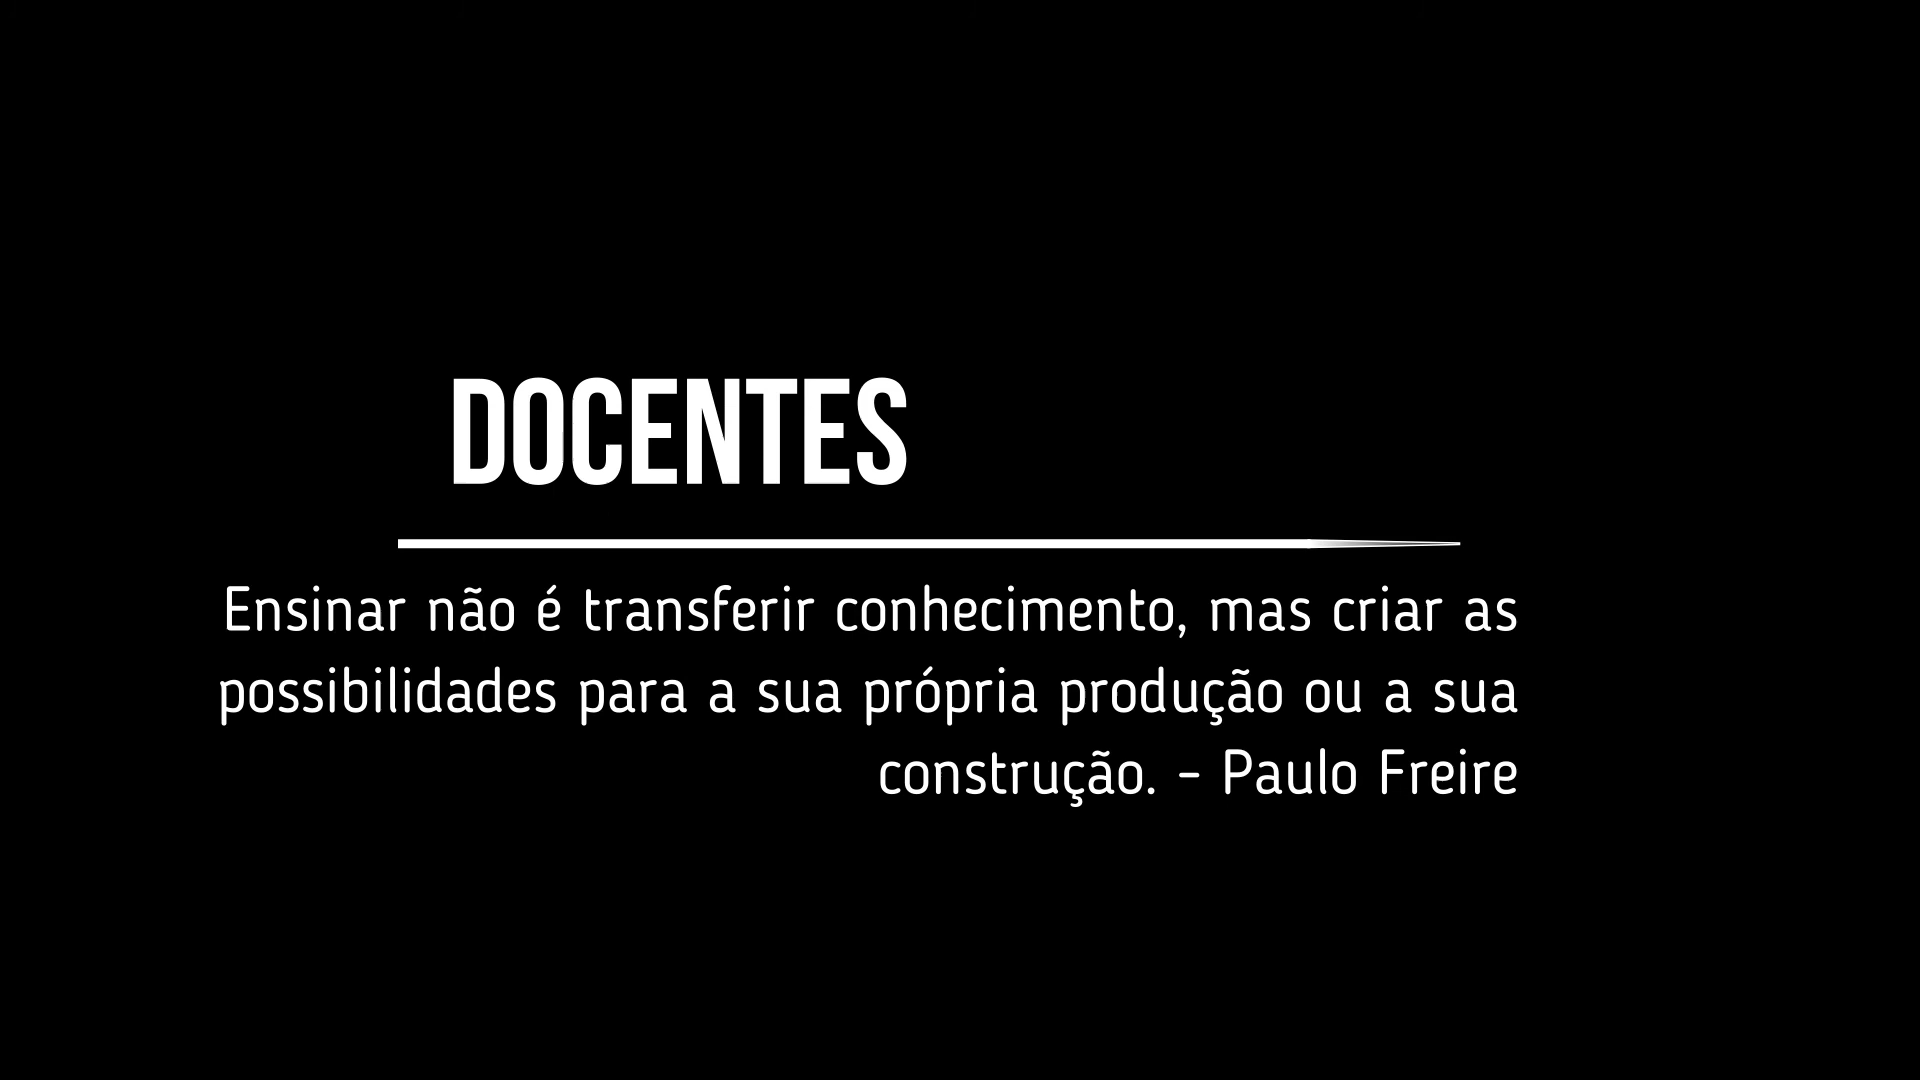 DOCENTES
Ensinar não é transferir conhecimento, mas criar as
possibilidades para a sua própria produção ou a sua
construção. - Paulo Freire